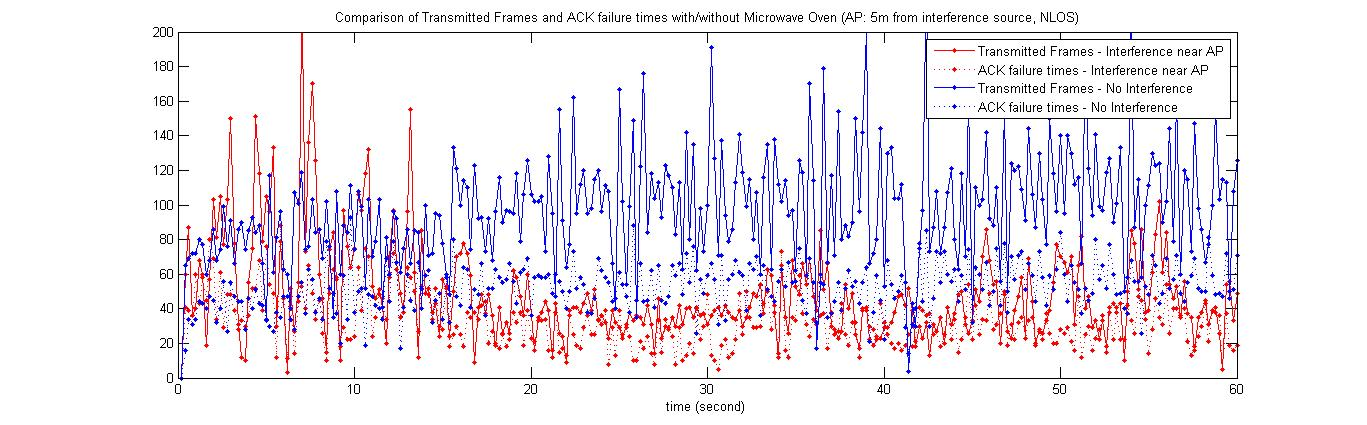 Comparison of Transmitted Frames and ACK failure times with/without Microwave Oven (AP: 5m from interference source, NLOS)
200
180
160
140
120
100
80
60
40
20
0
Transmitted Frames - Interference near AP
ACK failure times - Interference near AP
Transmitted Frames - No Interference
ACK failure times - No Interference
0 10 20 30 40 50 60
time (second)